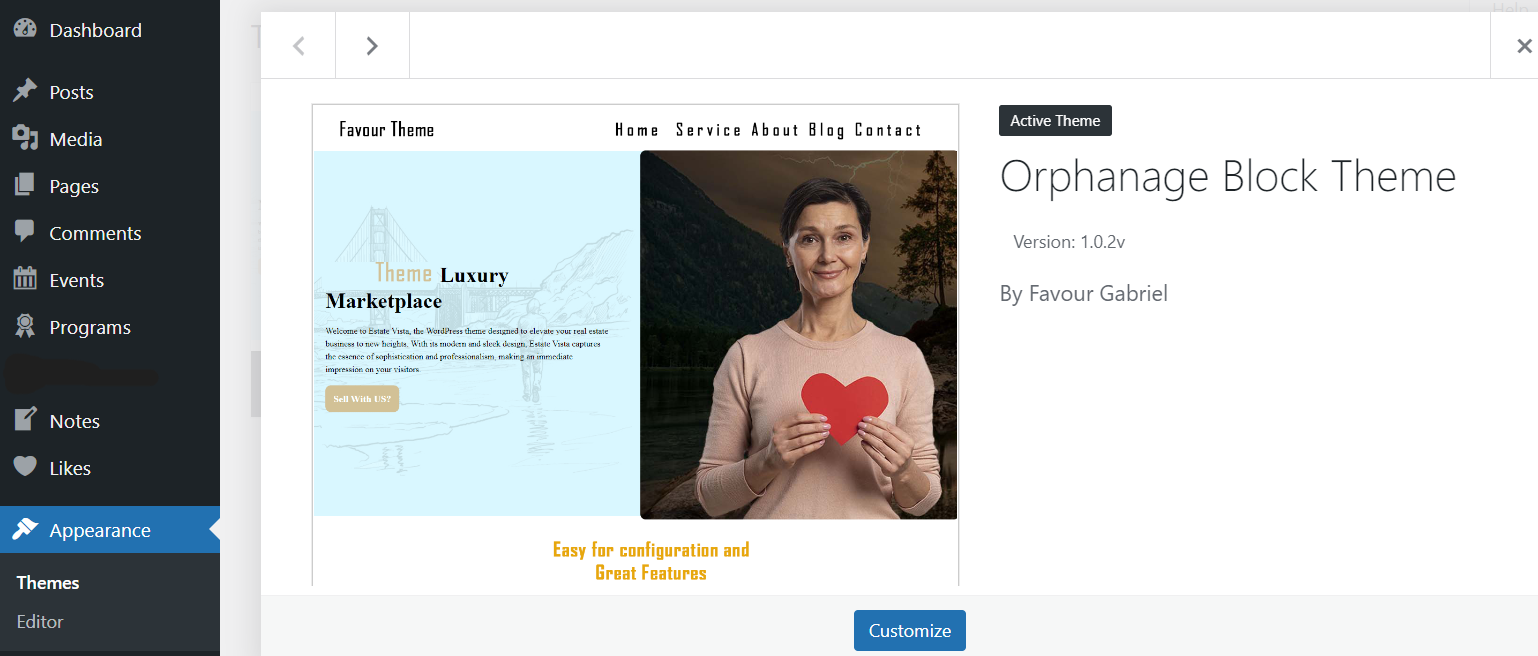 Dashboard
Posts
Media
Pages
Comments
Events
Programs
Notes
Likes
Appearance
Themes
Editor
Help
Favour Theme
Home Service About Blog Contact
Theme Luxury
Marketplace
Welcome to Estate Vista, the WordPress theme designed to elevate your real estate
business to new heights. With its modern and sleek design, Estate Vista captures
the essence of sophistication and professionalism, making an immediate
impression on your visitors.
Sell With US?
Easy for configuration and
Great Features
Active Theme
Orphanage Block Theme
Version: 1.0.2v
By Favour Gabriel
Customize